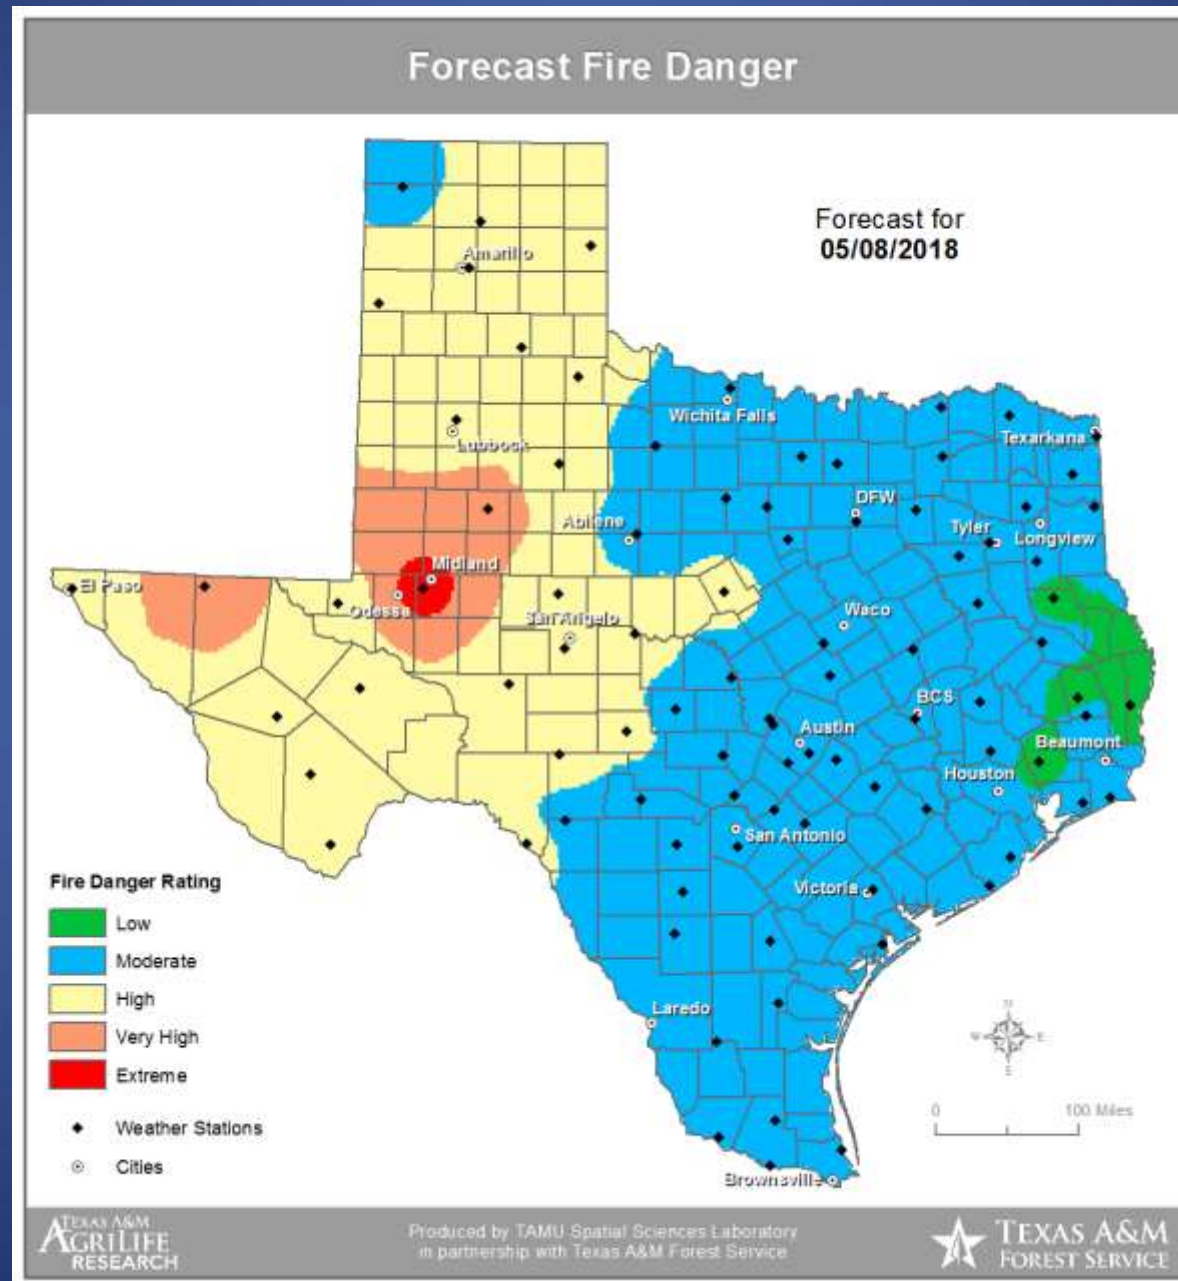 Forecast Fire Danger
Forecast for
05/08/2018
Amarillo
Wichita Falls
Lubbock
Texarkana
DFW
Abilene
Tyler
Longview
Midland
El Paso
Odessa
San Angelo
Waco
BCS
Austin
Beaumont
Houston
San Antonio
Victoria
Laredo
Brownsville
Fire Danger Rating
Low
Moderate
High
Very High
Extreme
Weather Stations
Cities
N
W E
S
0 100 Miles
TEXAS A&M
AGRILIFE
RESEARCH
Produced by TAMU Spatial Sciences Laboratory
in partnership with Texas A&M Forest Service
TEXAS A&M
FOREST SERVICE